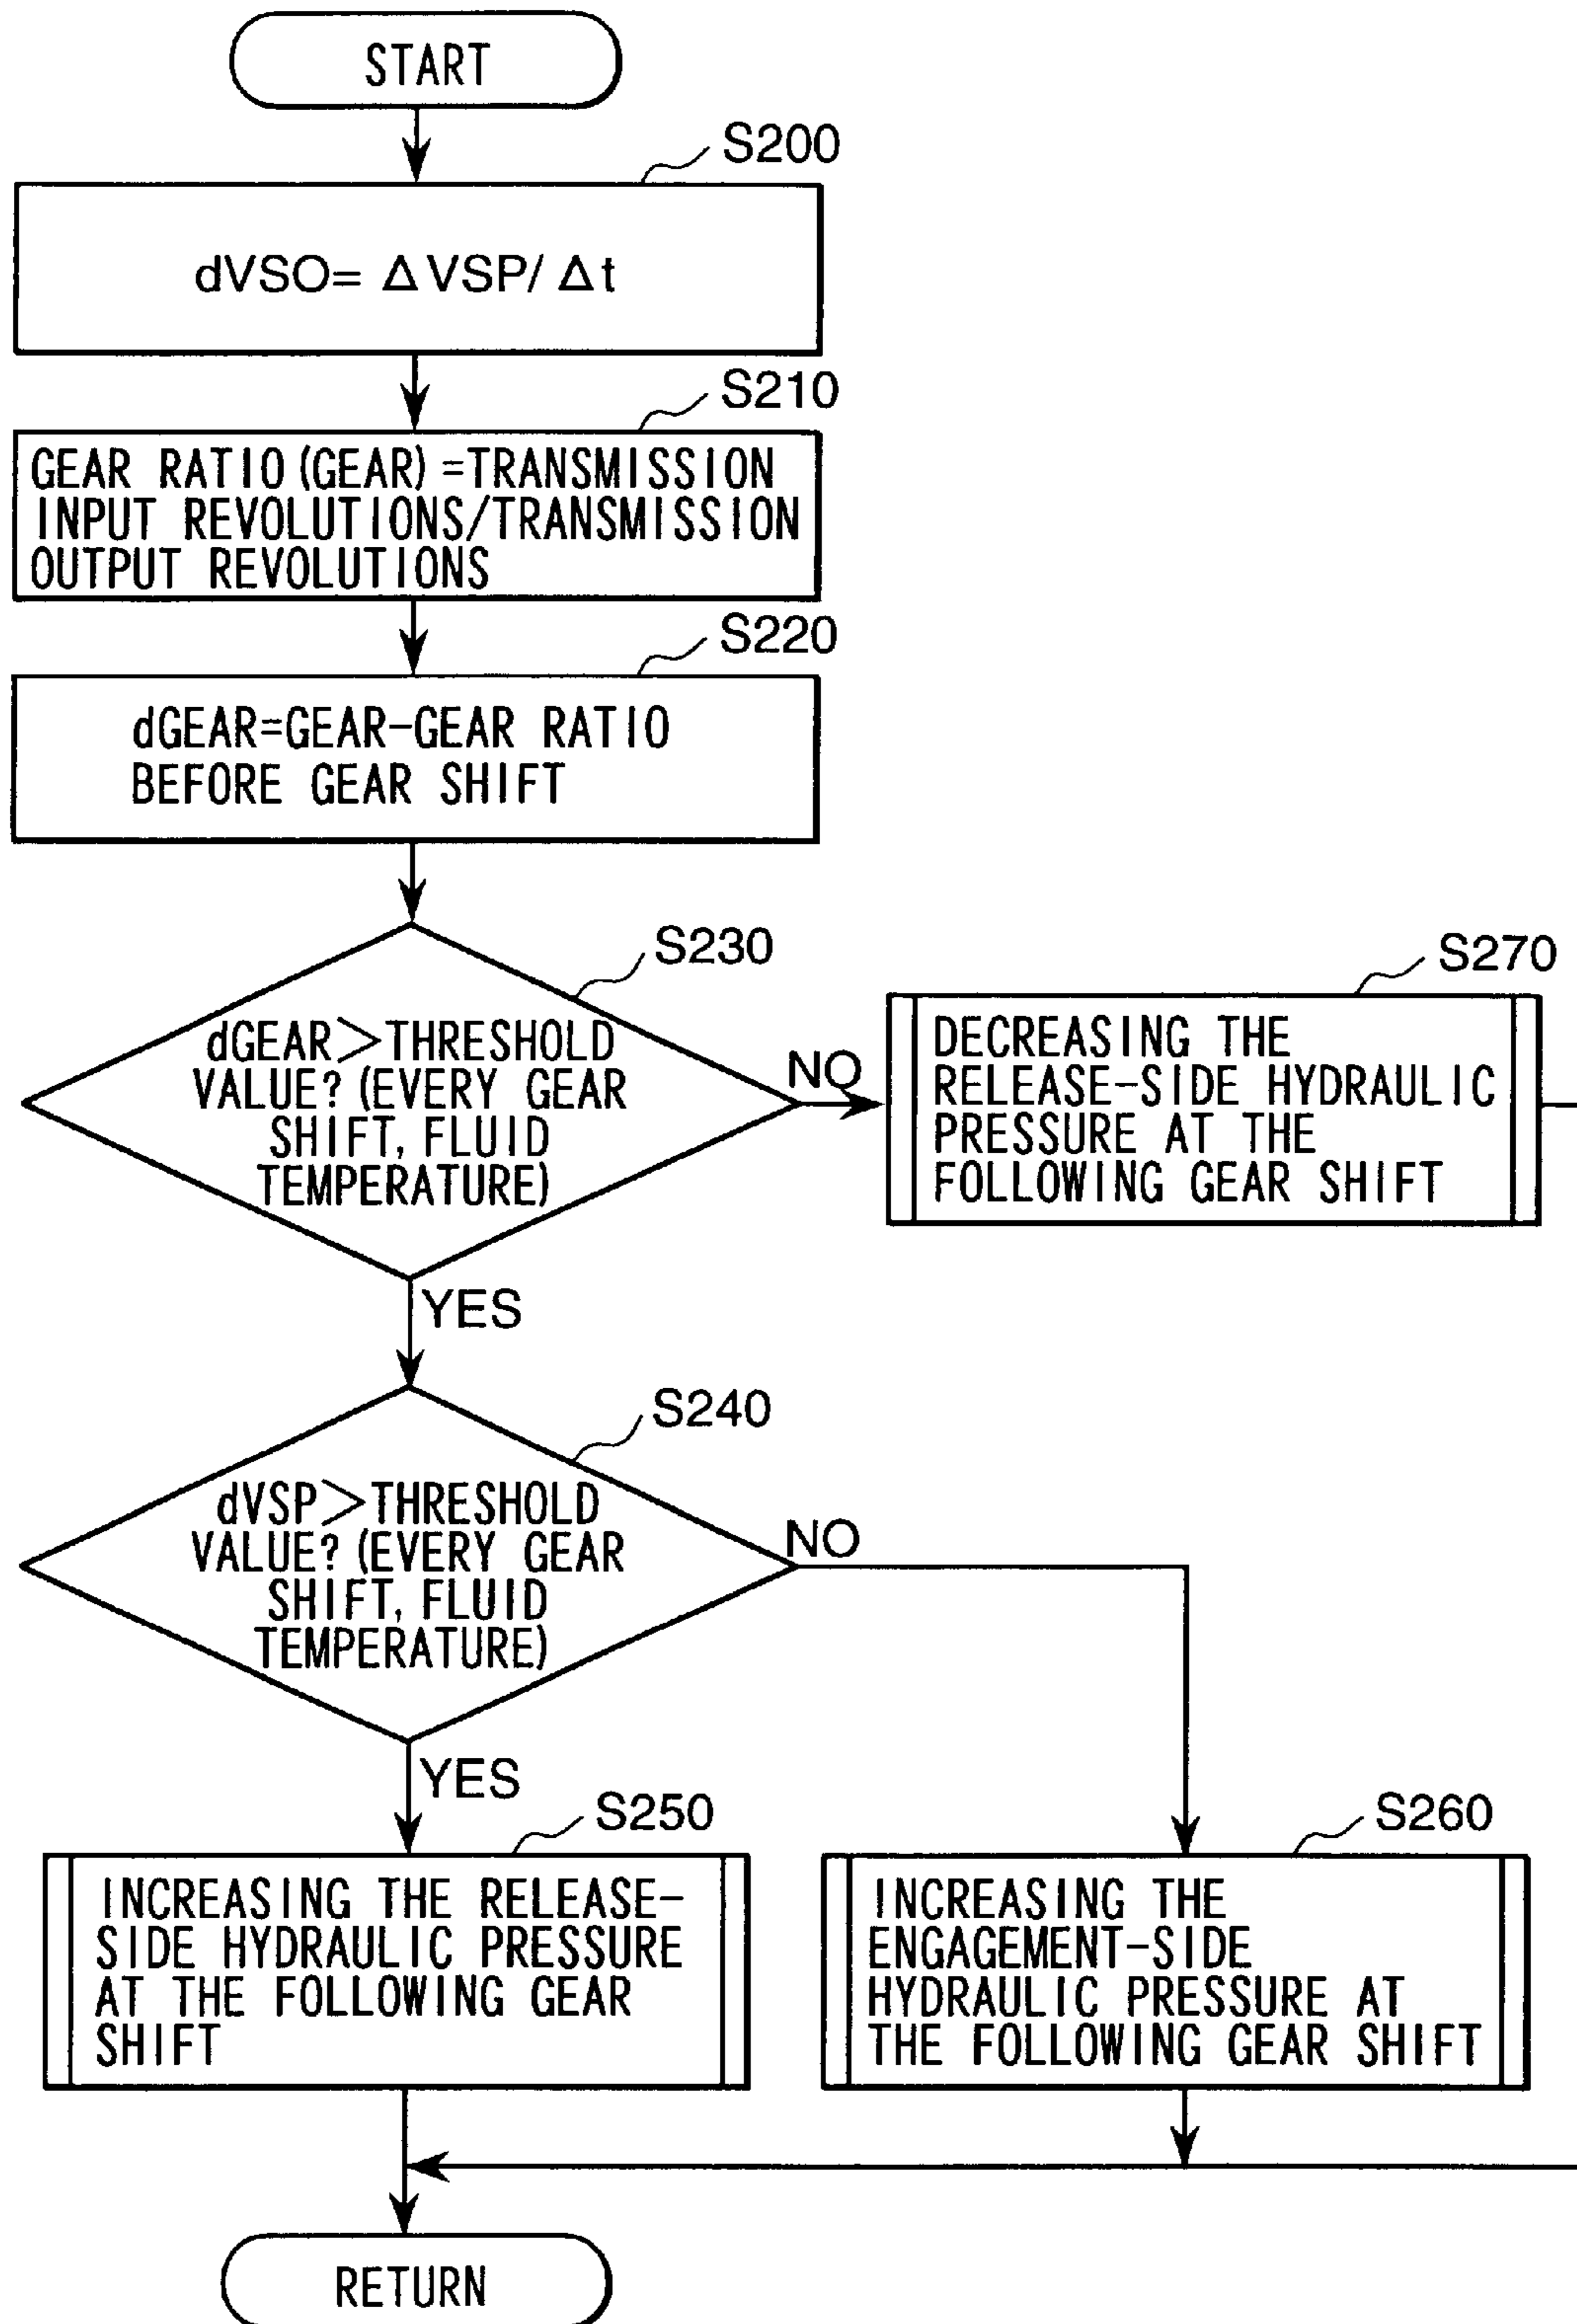 START
S200
dVSO= ΔVSP/Δt
S210
GEAR RATIO(GEAR)=TRANSMISSION
INPUT REVOLUTIONS/TRANSMISSION
OUTPUT REVOLUTIONS
S220
dGEAR=GEAR-GEAR RATIO
BEFORE GEAR SHIFT
S230
dGEAR>THRESHOLD
VALUE? (EVERY GEAR
SHIFT, FLUID
TEMPERATURE)
NO
S270
DECREASING THE
RELEASE-SIDE HYDRAULIC
PRESSURE AT THE
FOLLOWING GEAR SHIFT
YES
S240
dVSP>THRESHOLD
VALUE? (EVERY GEAR
SHIFT, FLUID
TEMPERATURE)
NO
YES
S250
INCREASING THE RELEASE-
SIDE HYDRAULIC PRESSURE
AT THE FOLLOWING GEAR
SHIFT
S260
INCREASING THE
ENGAGEMENT-SIDE
HYDRAULIC PRESSURE AT
THE FOLLOWING GEAR SHIFT
RETURN